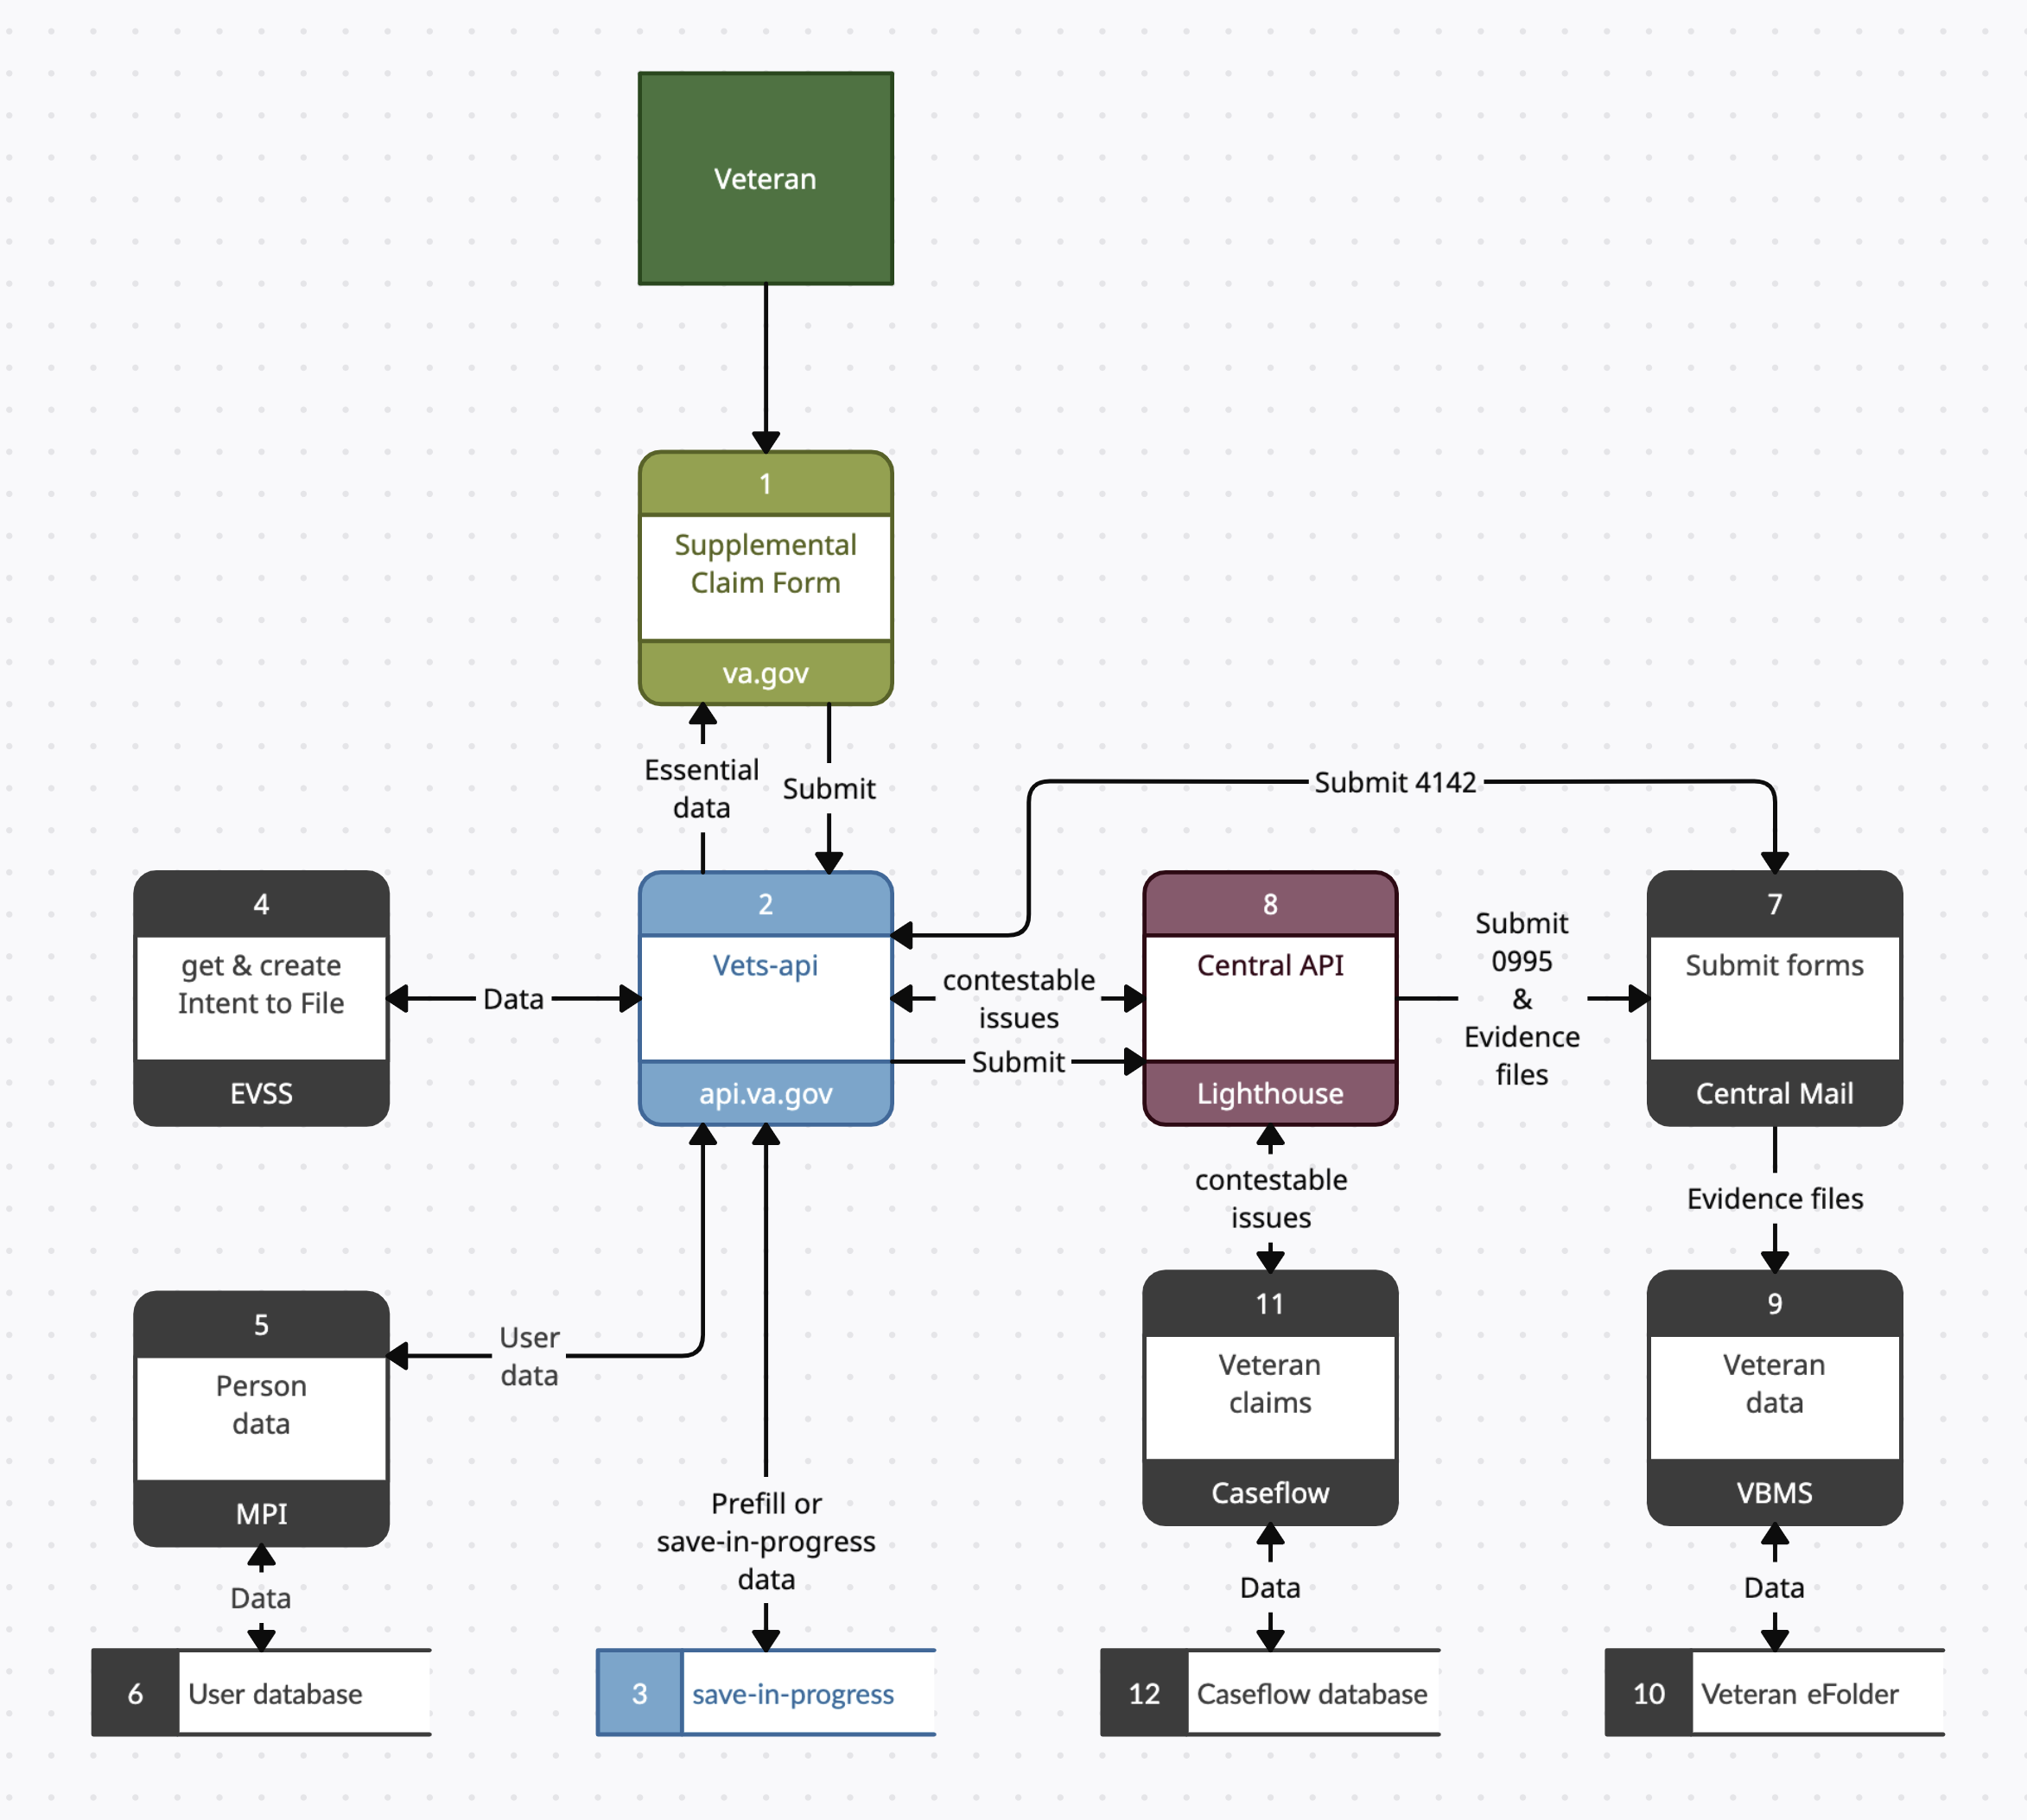 Veteran
1
Supplemental
Claim Form
va.gov
Essential
data
Submit
Submit 4142
4
get & create
Intent to File
EVSS
Data
2
Vets-api
api.va.gov
contestable
issues
Submit
8
Central API
Lighthouse
Submit
0995
&
Evidence
files
7
Submit forms
Central Mail
contestable
issues
Evidence files
5
Person
data
MPI
User
data
Prefill or
save-in-progress
data
11
Veteran
claims
Caseflow
9
Veteran
data
VBMS
Data
Data
Data
6
User database
3
save-in-progress
12
Caseflow database
10
Veteran eFolder